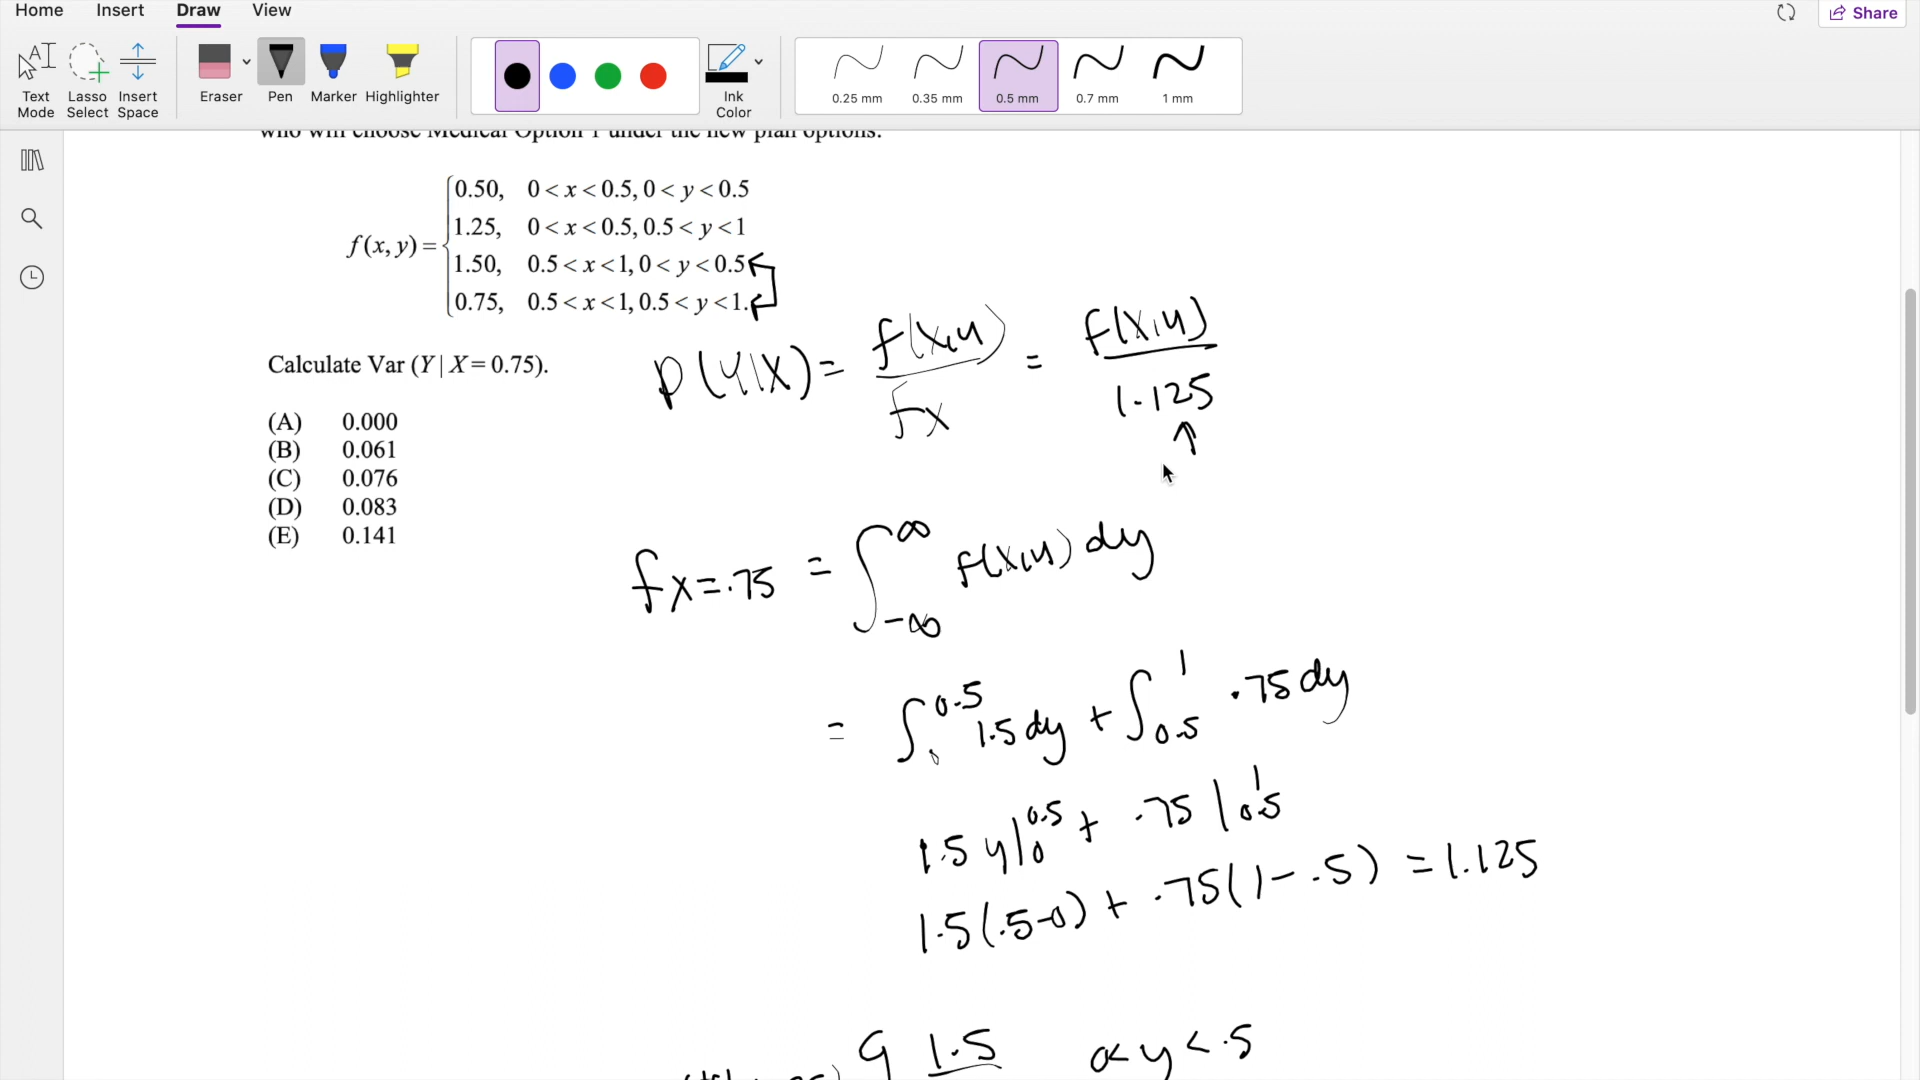 Home Insert Draw View
Share
Text Mode
Lasso Select
Insert Space
Eraser
Pen
Marker
Highlighter
Ink Color
0.25 mm
0.35 mm
0.5 mm
0.7 mm
1 mm
who will choose Medical Option 1 under the new plan options.
0.50, 0 < x < 0.5, 0 < y < 0.5
1.25, 0 < x < 0.5, 0.5 < y < 1
f(x, y) =
1.50, 0.5 < x < 1, 0 < y < 0.5
0.75, 0.5 < x < 1, 0.5 < y < 1.
Calculate Var (Y | X = 0.75).
P(Y|X) = f(x,y) / fx = f(x,y) / 1.125
(A) 0.000
(B) 0.061
(C) 0.076
(D) 0.083
(E) 0.141
fx=.75 = ∫_-∞^∞ f(x,y) dy
= ∫_0^0.5 1.5 dy + ∫_0.5^1 .75 dy
1.5 y|_0^0.5 + .75 |_0.5^1
1.5(.5-0) + .75(1-.5) = 1.125
1.5 y < .5